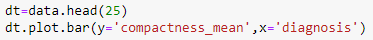 dt=data.head(25)
dt.plot.bar(y='compactness_mean',x='diagnosis')